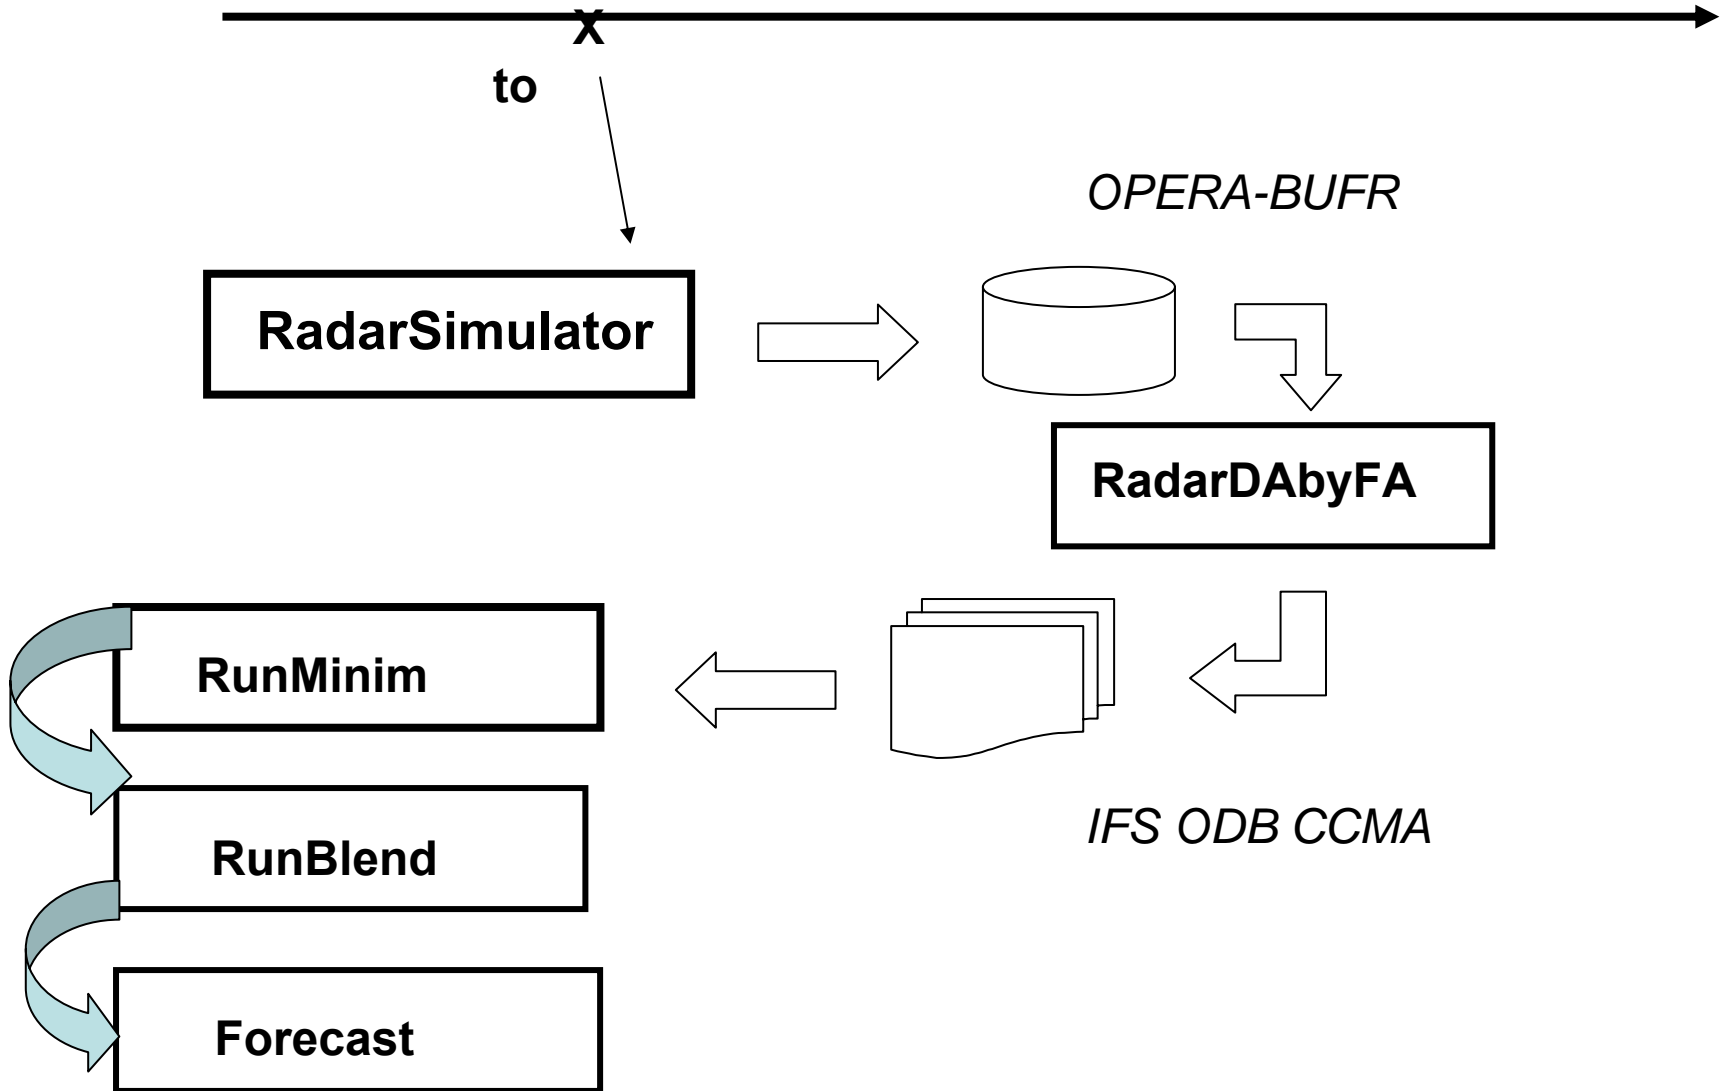 x
to
OPERA-BUFR
RadarSimulator
RadarDAbyFA
RunMinim
IFS ODB CCMA
RunBlend
Forecast